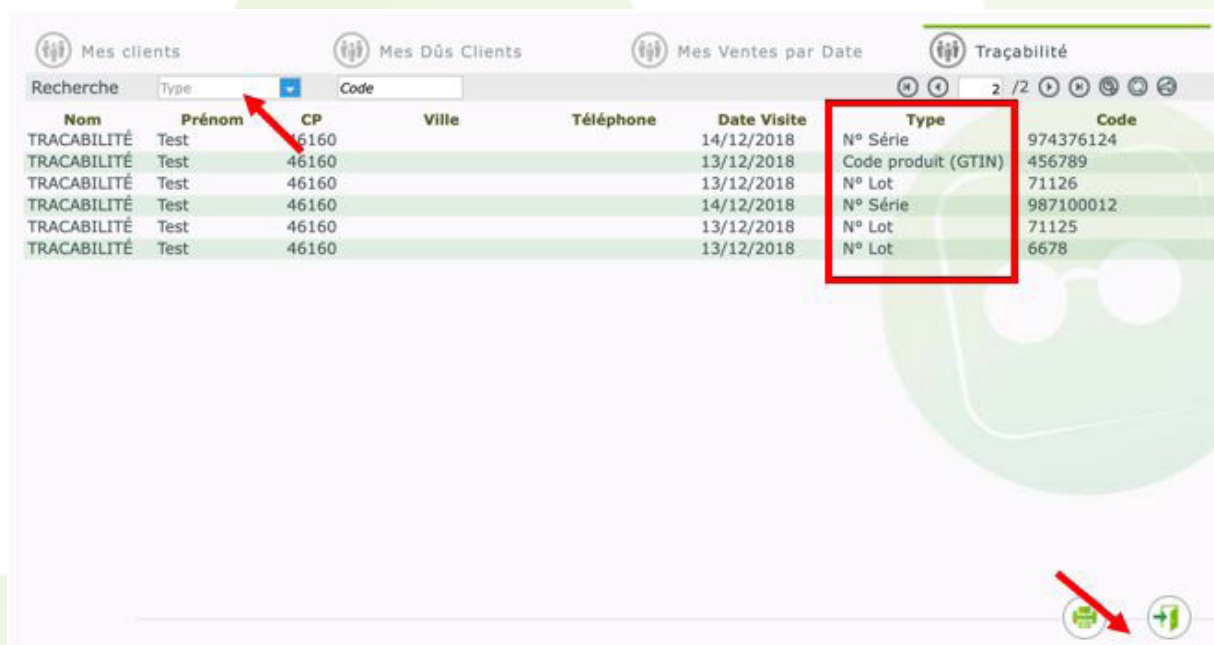 Mes clients Mes Dûs Clients Mes Ventes par Date Traçabilité
Recherche Type Code 2 /2
Nom Prénom CP Ville Téléphone Date Visite Type Code
TRACABILITÉ Test 46160 14/12/2018 N° Série 974376124
TRACABILITÉ Test 46160 13/12/2018 Code produit (GTIN) 456789
TRACABILITÉ Test 46160 13/12/2018 N° Lot 71126
TRACABILITÉ Test 46160 14/12/2018 N° Série 987100012
TRACABILITÉ Test 46160 13/12/2018 N° Lot 71125
TRACABILITÉ Test 46160 13/12/2018 N° Lot 6678